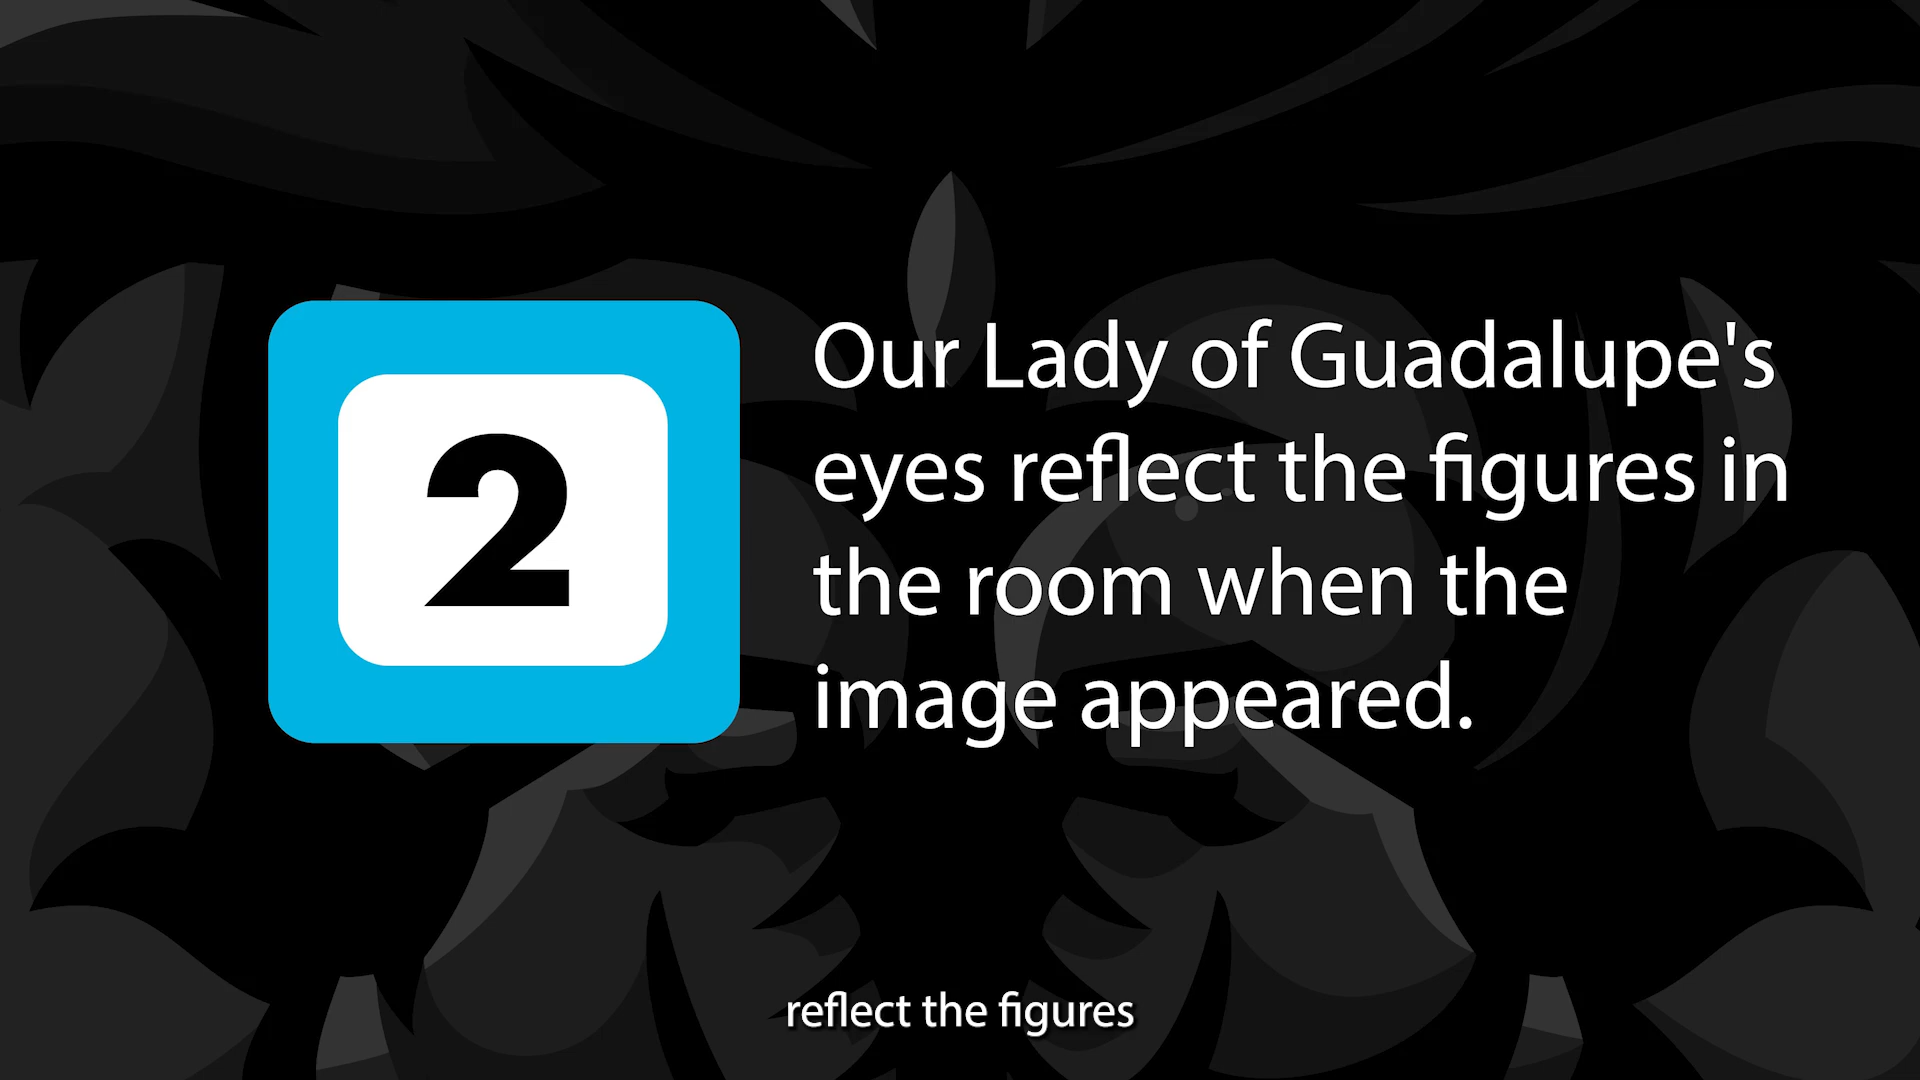 2
Our Lady of Guadalupe's
eyes reflect the figures in
the room when the
image appeared.
reflect the figures